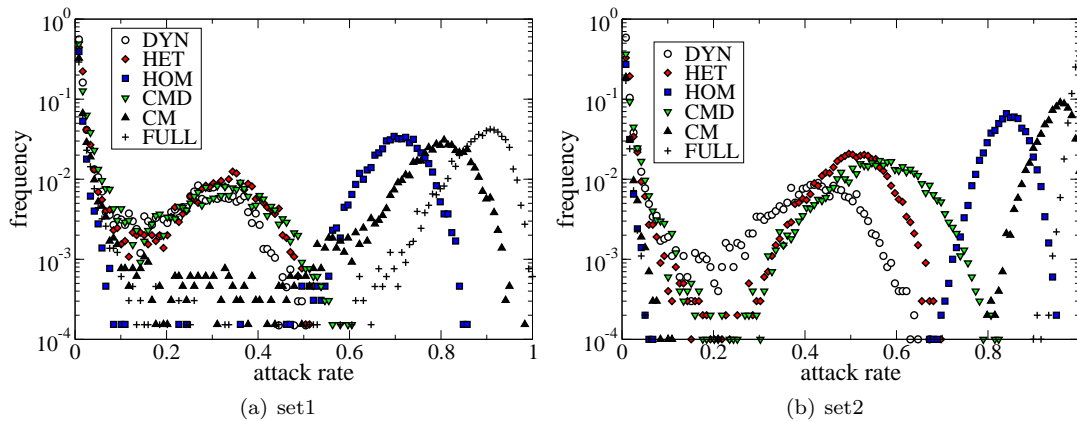 10^0
10^-1
10^-2
10^-3
10^-4
frequency
DYN
HET
HOM
CMD
CM
FULL
0 0.2 0.4 0.6 0.8 1
attack rate
(a) set1
10^0
10^-1
10^-2
10^-3
10^-4
frequency
DYN
HET
HOM
CMD
CM
FULL
0 0.2 0.4 0.6 0.8
attack rate
(b) set2